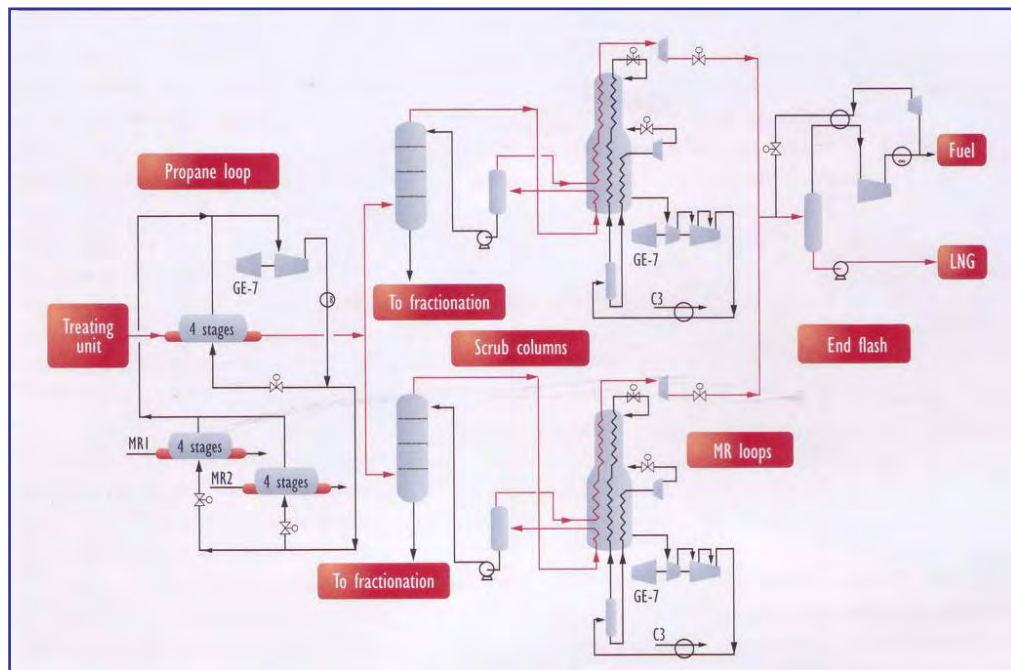 Propane loop
GE-7
Treating
unit
4 stages
MR1
4 stages
MR2
4 stages
To fractionation
Scrub columns
To fractionation
GE-7
C3
MR loops
GE-7
C3
Fuel
LNG
End flash